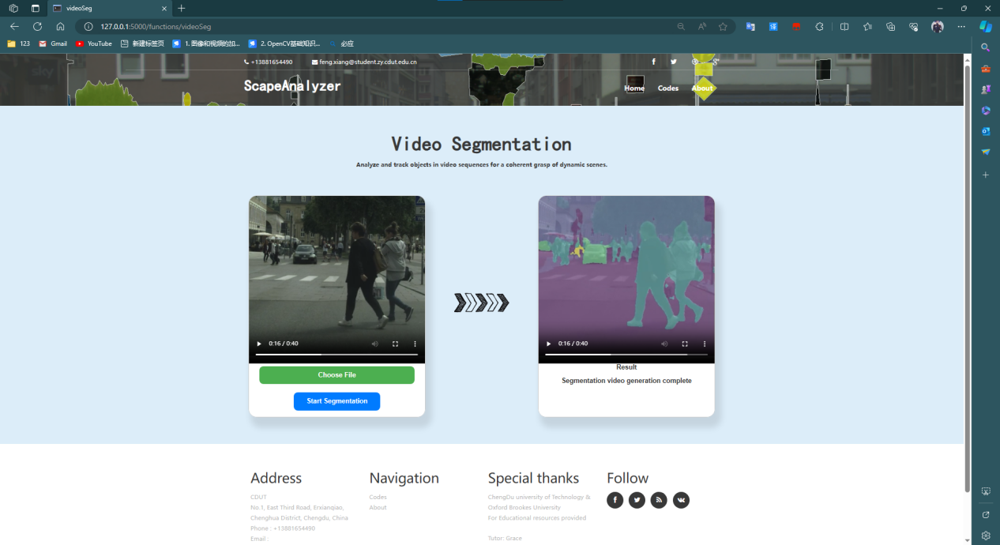 videoSeg
127.0.0.1:5000/functions/videoSeg
123
Gmail
YouTube
新建标签页
1. 图像和视频的加...
2. OpenCV基础知识...
必应
+13881654490
feng.xiang@student.zy.cdut.edu.cn
ScapeAnalyzer
Home
Codes
About
Video Segmentation
Analyze and track objects in video sequences for a coherent grasp of dynamic scenes.
0:16 / 0:40
Choose File
Start Segmentation
0:16 / 0:40
Result
Segmentation video generation complete
Address
CDUT
No.1, East Third Road, Erxianqiao,
Chenghua District, Chengdu, China
Phone : +13881654490
Email :
Navigation
Codes
About
Special thanks
ChengDu university of Technology &
Oxford Brookes University
For Educational resources provided
Tutor: Grace
Follow